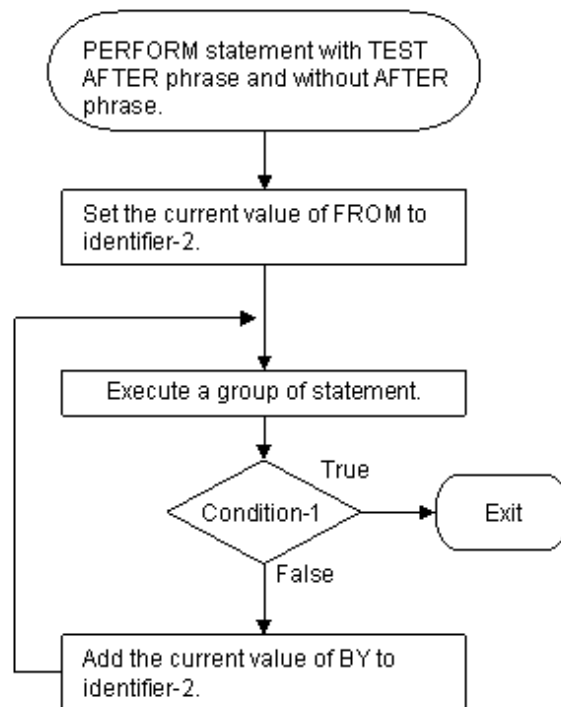 PERFORM statement with TEST
AFTER phrase and without AFTER
phrase.
Set the current value of FROM to
identifier-2.
Execute a group of statement.
True
Condition-1
Exit
False
Add the current value of BY to
identifier-2.